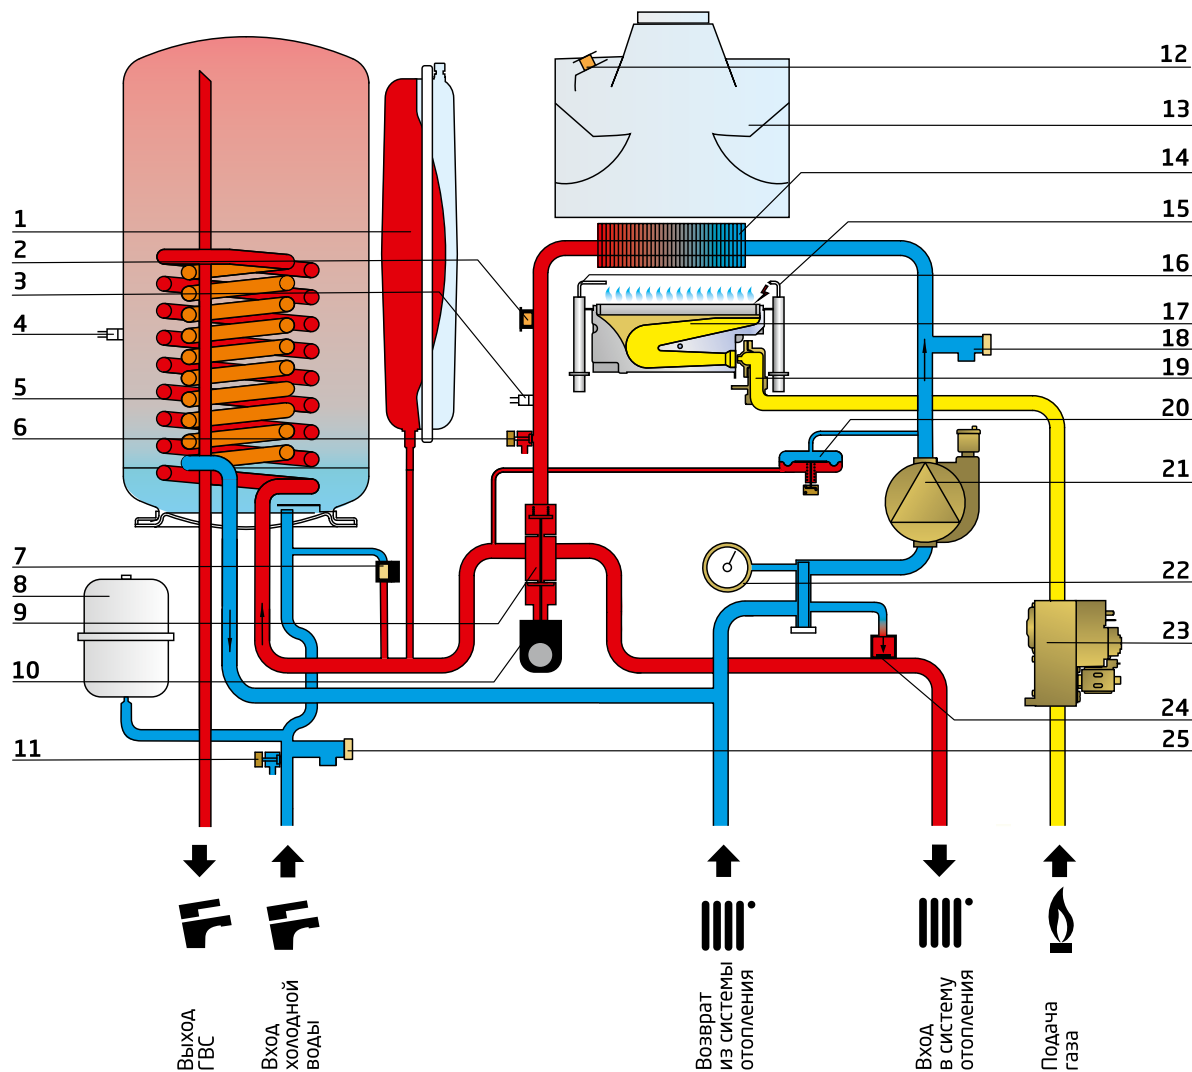 1
2
3
4
5
6
7
8
9
10
11
12
13
14
15
16
17
18
19
20
21
22
23
24
25
Выход
ГВС
Вход
холодной
воды
Возврат
из системы
отопления
Вход
в систему
отопления
Подача
газа